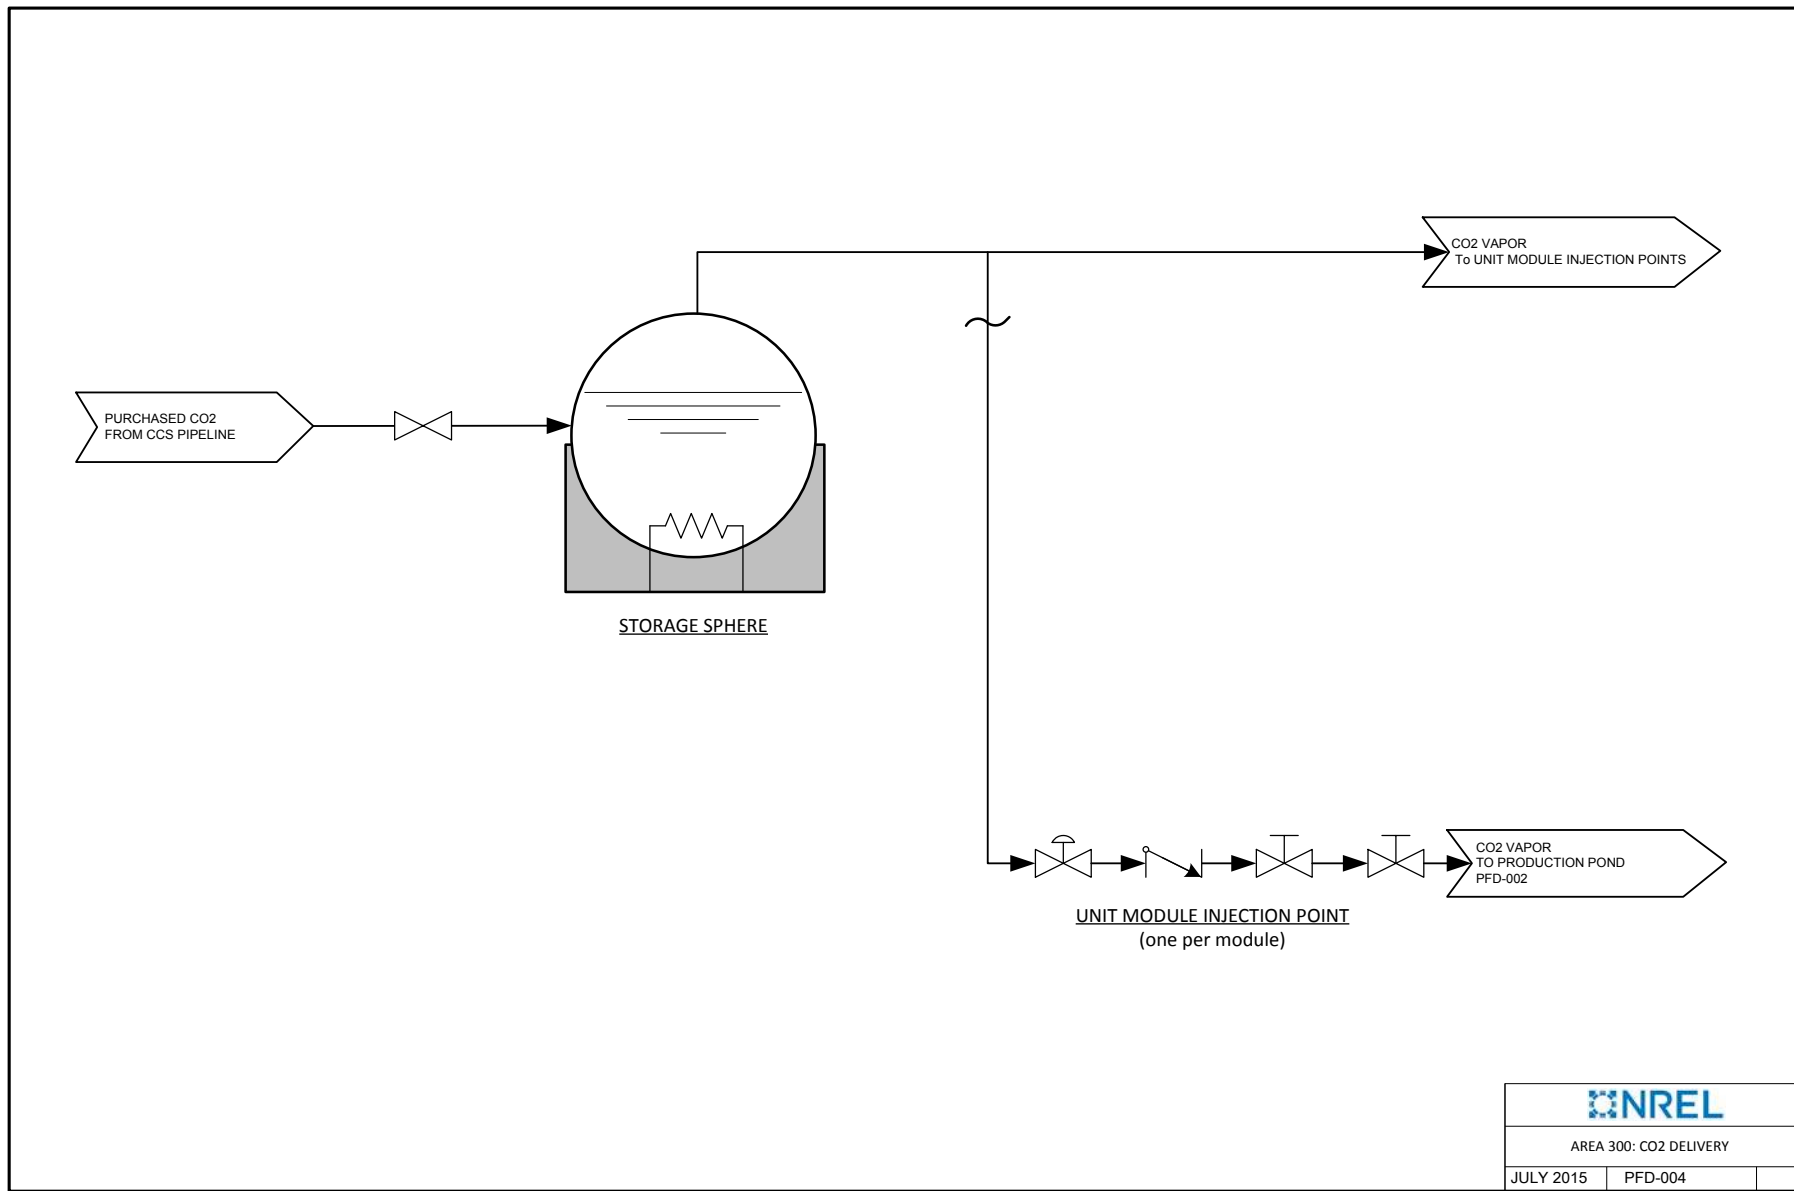 CO2 VAPOR
To UNIT MODULE INJECTION POINTS
PURCHASED CO2
FROM CCS PIPELINE
STORAGE SPHERE
CO2 VAPOR
TO PRODUCTION POND
PFD-002
UNIT MODULE INJECTION POINT
(one per module)
NREL
AREA 300: CO2 DELIVERY
JULY 2015 PFD-004